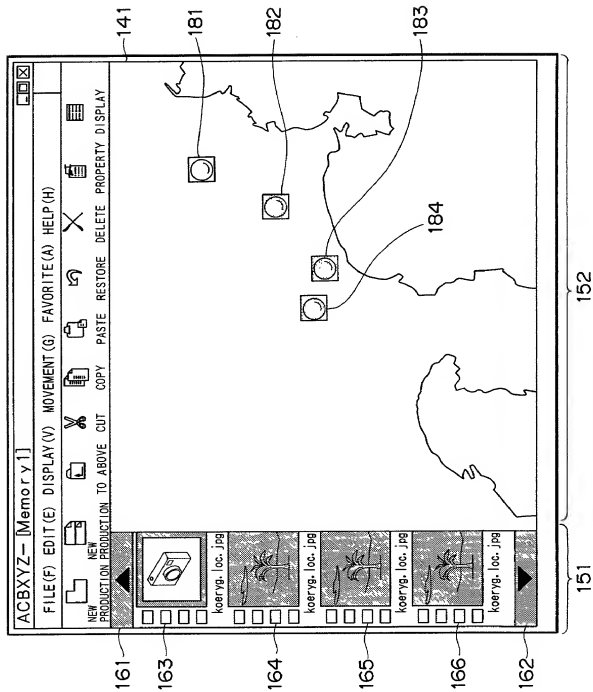 ACBXYZ– [Memory1]
FILE(F) EDIT(E) DISPLAY(V) MOVEMENT(G) FAVORITE(A) HELP(H)
NEW PRODUCTION
NEW PRODUCTION
TO ABOVE
CUT
COPY
PASTE
RESTORE
DELETE
PROPERTY
DISPLAY
koeryg. loc. jpg
koeryg. loc. jpg
koeryg. loc. jpg
koeryg. loc. jpg
161
163
164
165
166
162
141
181
182
183
184
151
152